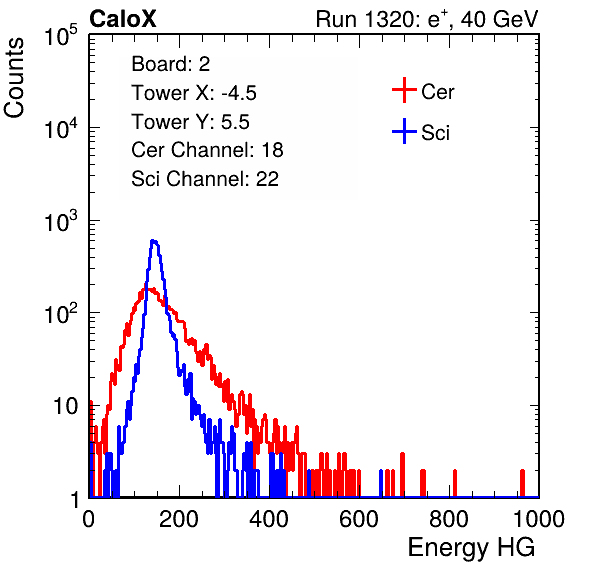 CaloX
Run 1320: e+, 40 GeV
Counts
10^5
10^4
10^3
10^2
10
1
Board: 2
Tower X: -4.5
Tower Y: 5.5
Cer Channel: 18
Sci Channel: 22
Cer
Sci
0 200 400 600 800 1000
Energy HG